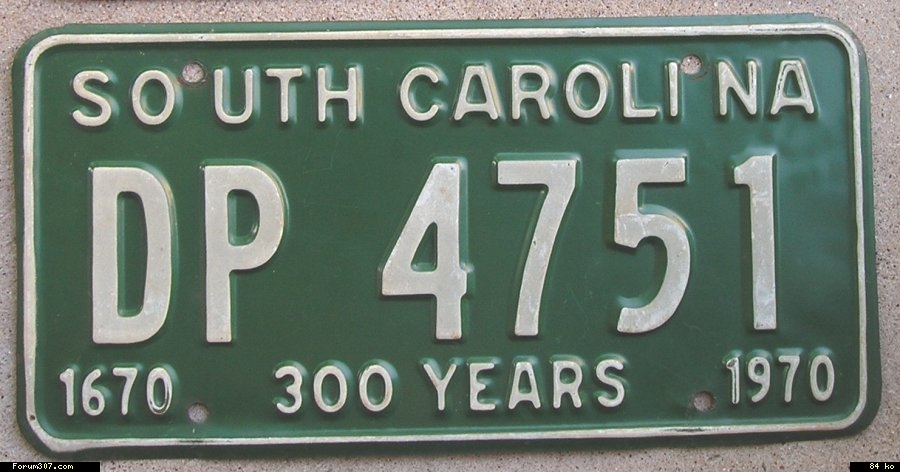 SOUTH CAROLINA
DP 4751
1670 300 YEARS 1970
Forum307.com 84 ko